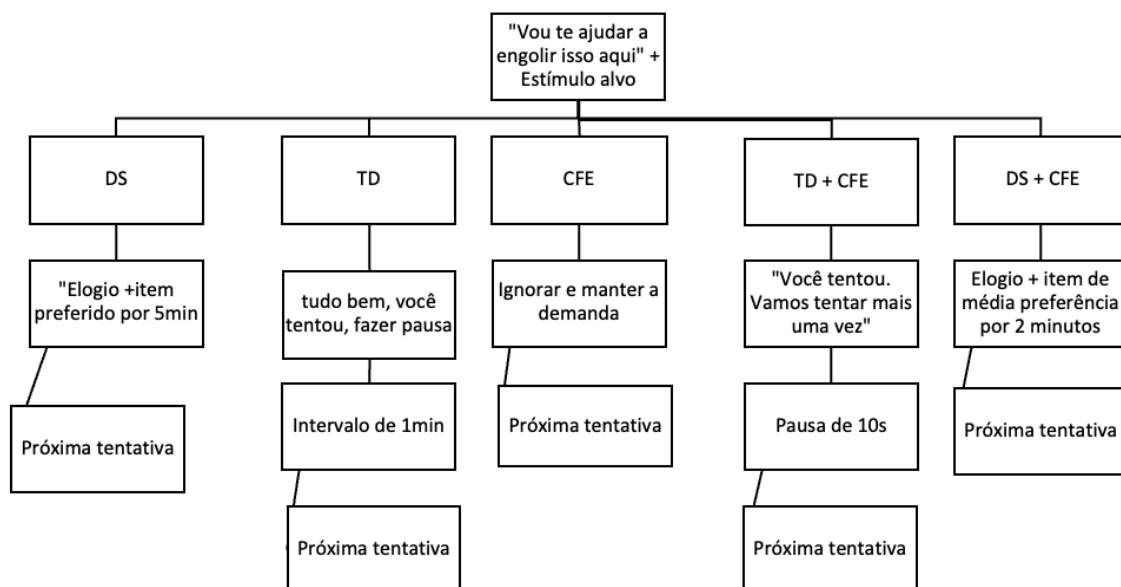 "Vou te ajudar a
engolir isso aqui" +
Estímulo alvo
DS
TD
CFE
TD + CFE
DS + CFE
"Elogio +item
preferido por 5min
tudo bem, você
tentou, fazer pausa
Ignorar e manter a
demanda
"Você tentou.
Vamos tentar mais
uma vez"
Elogio + item de
média preferência
por 2 minutos
Próxima tentativa
Intervalo de 1min
Próxima tentativa
Pausa de 10s
Próxima tentativa
Próxima tentativa
Próxima tentativa